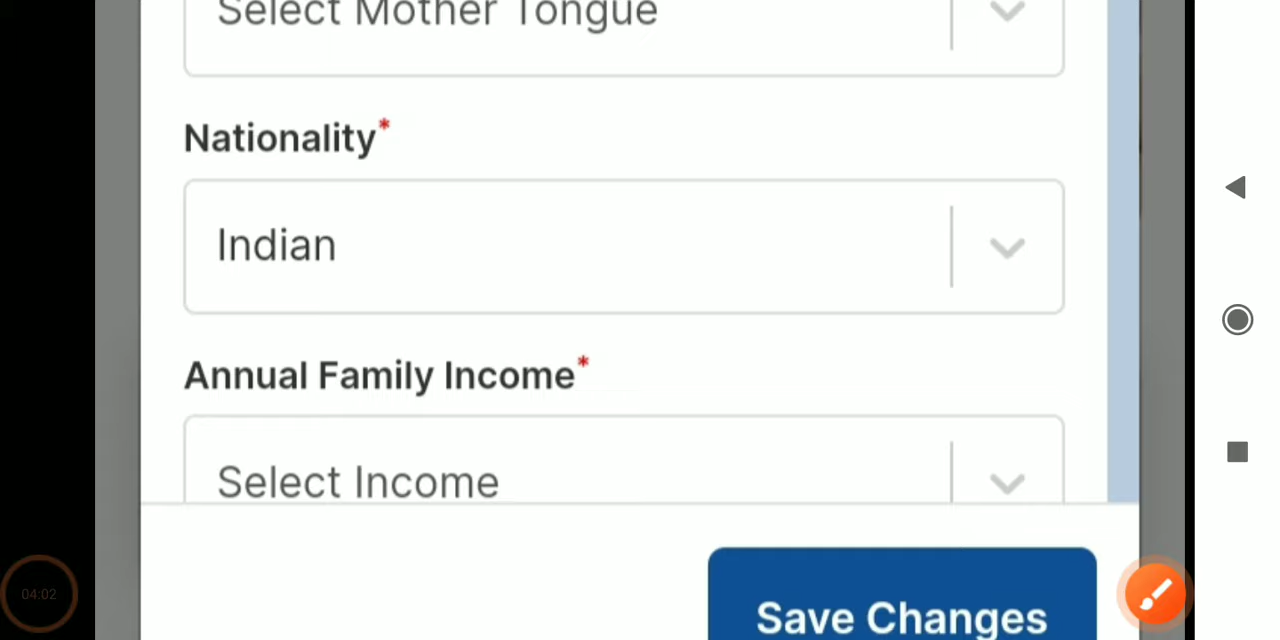 Select Mother Tongue
Nationality*
Indian
Annual Family Income*
Select Income
Save Changes
04:02